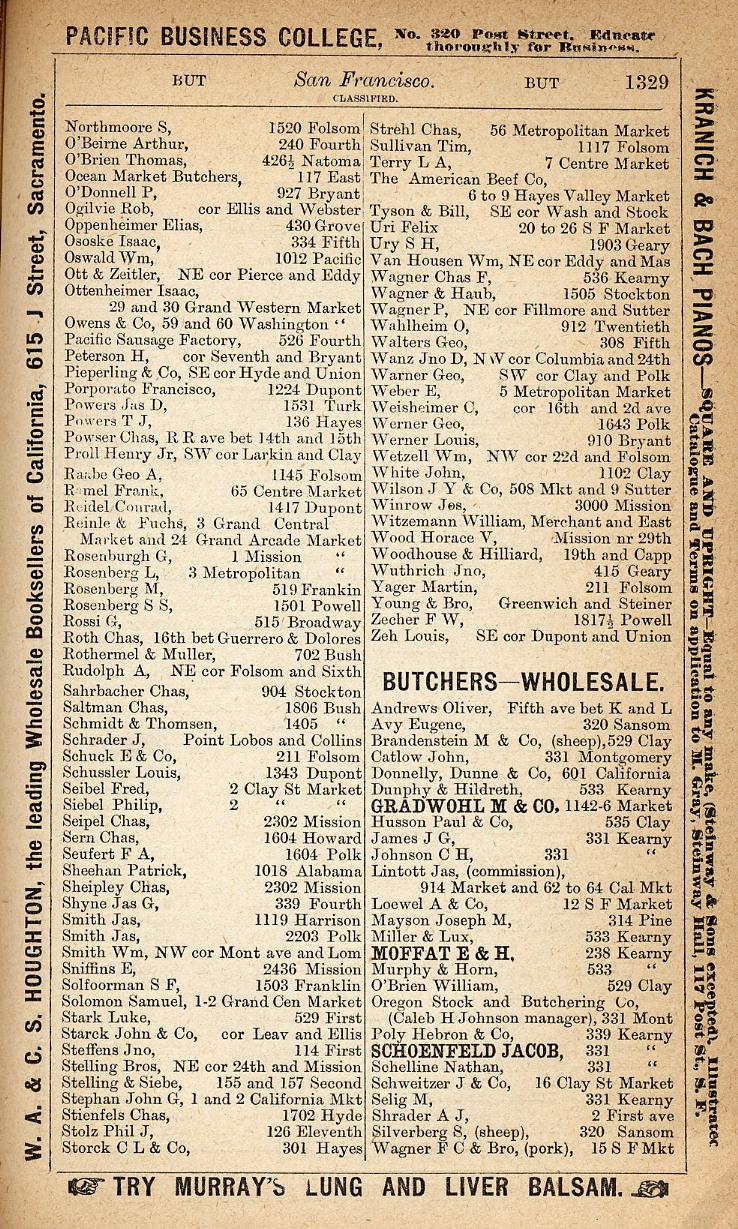 PACIFIC BUSINESS COLLEGE, No. 320 Post Street. Educate
thoroughly for Business.
BUT San Francisco. BUT 1329
CLASSIFIED.
Northmoore S, 1520 Folsom
O'Beirne Arthur, 240 Fourth
O'Brien Thomas, 426½ Natoma
Ocean Market Butchers, 117 East
O'Donnell P, 927 Bryant
Ogilvie Rob, cor Ellis and Webster
Oppenheimer Elias, 430 Grove
Ososke Isaac, 334 Fifth
Oswald Wm, 1012 Pacific
Ott & Zeitler, NE cor Pierce and Eddy
Ottenheimer Isaac,
29 and 30 Grand Western Market
Owens & Co, 59 and 60 Washington "
Pacific Sausage Factory, 526 Fourth
Peterson H, cor Seventh and Bryant
Pieperling & Co, SE cor Hyde and Union
Porporato Francisco, 1224 Dupont
Powers Jas D, 1531 Turk
Powers T J, 136 Hayes
Powser Chas, R R ave bet 14th and 15th
Proll Henry Jr, SW cor Larkin and Clay
Raabe Geo A, 1145 Folsom
Ramel Frank, 65 Centre Market
Reidel Conrad, 1417 Dupont
Reinle & Fuchs, 3 Grand Central
Market and 24 Grand Arcade Market
Rosenburgh G, 1 Mission "
Rosenberg L, 3 Metropolitan "
Rosenberg M, 519 Frankin
Rosenberg S S, 1501 Powell
Rossi G, 515 Broadway
Roth Chas, 16th bet Guerrero & Dolores
Rothermel & Muller, 702 Bush
Rudolph A, NE cor Folsom and Sixth
Sahrbacher Chas, 904 Stockton
Saltman Chas, 1806 Bush
Schmidt & Thomsen, 1405 "
Schrader J, Point Lobos and Collins
Schuck E & Co, 211 Folsom
Schussler Louis, 1343 Dupont
Seibel Fred, 2 Clay St Market
Siebel Philip, 2 " "
Seipel Chas, 2302 Mission
Sern Chas, 1604 Howard
Seufert F A, 1604 Polk
Sheehan Patrick, 1018 Alabama
Sheipley Chas, 2302 Mission
Shyne Jas G, 339 Fourth
Smith Jas, 1119 Harrison
Smith Jas, 2203 Polk
Smith Wm, NW cor Mont ave and Lom
Sniffins E, 2436 Mission
Solfoorman S F, 1503 Franklin
Solomon Samuel, 1-2 Grand Cen Market
Stark Luke, 529 First
Starck John & Co, cor Leav and Ellis
Steffens Jno, 114 First
Stelling Bros, NE cor 24th and Mission
Stelling & Siebe, 155 and 157 Second
Stephan John G, 1 and 2 California Mkt
Stienfels Chas, 1702 Hyde
Stolz Phil J, 126 Eleventh
Storck C L & Co, 301 Hayes
Strehl Chas, 56 Metropolitan Market
Sullivan Tim, 1117 Folsom
Terry L A, 7 Centre Market
The American Beef Co,
6 to 9 Hayes Valley Market
Tyson & Bill, SE cor Wash and Stock
Uri Felix 20 to 26 S F Market
Ury S H, 1903 Geary
Van Housen Wm, NE cor Eddy and Mas
Wagner Chas F, 536 Kearny
Wagner & Haub, 1505 Stockton
Wagner P, NE cor Fillmore and Sutter
Wahlheim O, 912 Twentieth
Walters Geo, 308 Fifth
Wanz Jno D, NW cor Columbia and 24th
Warner Geo, SW cor Clay and Polk
Weber E, 5 Metropolitan Market
Weisheimer C, cor 16th and 2d ave
Werner Geo, 1643 Polk
Werner Louis, 910 Bryant
Wetzell Wm, NW cor 22d and Folsom
White John, 1102 Clay
Wilson J Y & Co, 508 Mkt and 9 Sutter
Winrow Jos, 3000 Mission
Witzemann William, Merchant and East
Wood Horace V, Mission nr 29th
Woodhouse & Hilliard, 19th and Capp
Wuthrich Jno, 415 Geary
Yager Martin, 211 Folsom
Young & Bro, Greenwich and Steiner
Zecher F W, 1817½ Powell
Zeh Louis, SE cor Dupont and Union
BUTCHERS—WHOLESALE.
Andrews Oliver, Fifth ave bet K and L
Avy Eugene, 320 Sansom
Brandenstein M & Co, (sheep), 529 Clay
Catlow John, 331 Montgomery
Donnelly, Dunne & Co, 601 California
Dunphy & Hildreth, 533 Kearny
GRADWOHL M & CO, 1142-6 Market
Husson Paul & Co, 535 Clay
James J G, 331 Kearny
Johnson C H, 331 "
Lintott Jas, (commission),
914 Market and 62 to 64 Cal Mkt
Loewel A & Co, 12 S F Market
Mayson Joseph M, 314 Pine
Miller & Lux, 533 Kearny
MOFFAT E & H, 238 Kearny
Murphy & Horn, 533 "
O'Brien William, 529 Clay
Oregon Stock and Butchering Co,
(Caleb H Johnson manager), 331 Mont
Poly Hebron & Co, 339 Kearny
SCHOENFELD JACOB, 331 "
Schelline Nathan, 331 "
Schweitzer J & Co, 16 Clay St Market
Selig M, 331 Kearny
Shrader A J, 2 First ave
Silverberg S, (sheep), 320 Sansom
Wagner F C & Bro, (pork), 15 S F Mkt
W. A. & C. S. HOUGHTON, the leading Wholesale Booksellers of California, 615 J Street, Sacramento.
KRANICH & BACH PIANOS—SQUARE AND UPRIGHT—Equal to any make, (Steinway & Sons excepted). Illustrated
Catalogue and Terms on application to M. Gray, Steinway Hall, 117 Post St., S. F.
TRY MURRAY'S LUNG AND LIVER BALSAM.